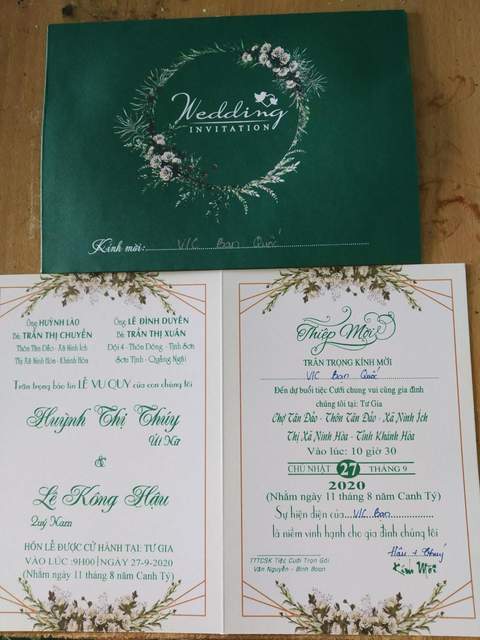 Wedding
INVITATION
Kính mời: V/C Bạn Quốc
Ông HUỲNH LÀO
Bà TRẦN THỊ CHUYỀN
Thôn Tân Đảo - Xã Ninh Ích
Thị Xã Ninh Hòa - Khánh Hòa
Ông LÊ ĐÌNH DUYÊN
Bà TRẦN THỊ XUÂN
Đội 4 - Thôn Đông - Tịnh Sơn
Sơn Tịnh - Quảng Ngãi
Trân trọng báo tin LỄ VU QUY của con chúng tôi
Huỳnh Thị Thúy
Út Nữ
&
Lê Kông Hậu
Quý Nam
HÔN LỄ ĐƯỢC CỬ HÀNH TẠI: TƯ GIA
VÀO LÚC :9H00 | NGÀY 27-9-2020
(Nhằm ngày 11 tháng 8 năm Canh Tý)
Thiệp Mời
TRÂN TRỌNG KÍNH MỜI
V/C Bạn Quốc
Đến dự buổi tiệc Cưới chung vui cùng gia đình
chúng tôi tại: Tư Gia
Chợ Tân Đảo - Thôn Tân Đảo - Xã Ninh Ích
Thị Xã Ninh Hòa - Tỉnh Khánh Hòa
Vào lúc: 10 giờ 30
CHỦ NHẬT 27 THÁNG 9
2020
(Nhằm ngày 11 tháng 8 năm Canh Tý)
Sự hiện diện của V/C Bạn
là niềm vinh hạnh cho gia đình chúng tôi
Hậu + Thuý
Kính Mời
TTTCSK Tiệc Cưới Trọn Gói
Văn Nguyễn - Bình Boon